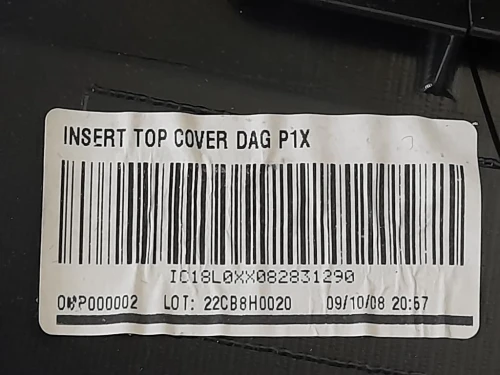 INSERT TOP COVER DAG P1X
IC18L0XX082831290
LOT: 22CB8H0020 09/10/08 20:57